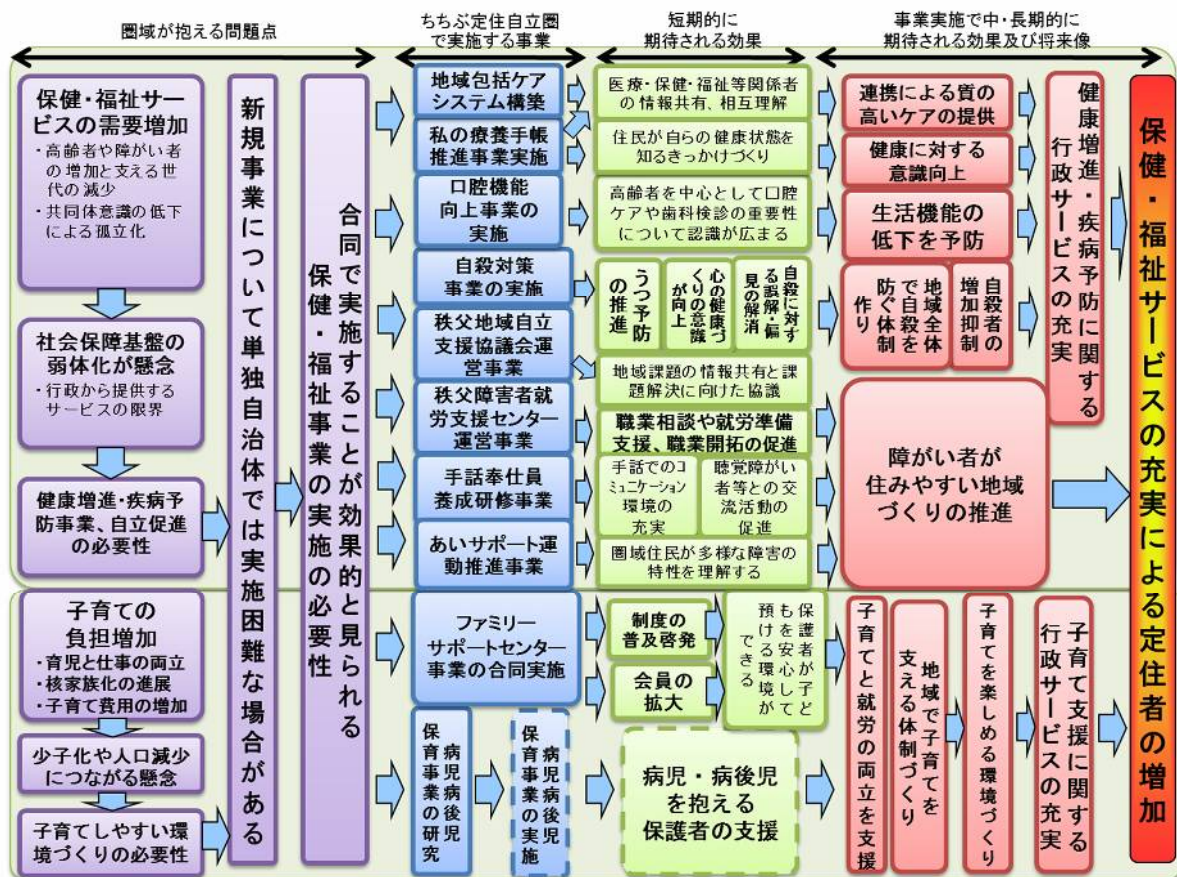 圏域が抱える問題点
ちちぶ定住自立圏
で実施する事業
短期的に
期待される効果
事業実施で中・長期的に
期待される効果及び将来像
保健・福祉サー
ビスの需要増加
・高齢者や障がい者
の増加と支える世
代の減少
・共同体意識の低下
による孤立化
社会保障基盤の
弱体化が懸念
・行政から提供する
サービスの限界
健康増進・疾病予
防事業、自立促進
の必要性
子育ての
負担増加
・育児と仕事の両立
・核家族化の進展
・子育て費用の増加
少子化や人口減少
につながる懸念
子育てしやすい環
境づくりの必要性
新規事業について単独自治体では実施困難な場合がある
合同で実施することが効果的と見られる
保健・福祉事業の実施の必要性
地域包括ケア
システム構築
私の療養手帳
推進事業実施
口腔機能
向上事業の
実施
自殺対策
事業の実施
秩父地域自立
支援協議会運
営事業
秩父障害者就
労支援センター
運営事業
手話奉仕員
養成研修事業
あいサポート運
動推進事業
ファミリー
サポートセンター
事業の合同実施
病児病後児
保育事業の研究
病児病後児
保育事業の実施
医療・保健・福祉等関係者
の情報共有、相互理解
住民が自らの健康状態を
知るきっかけづくり
高齢者を中心として口腔
ケアや歯科検診の重要性
について認識が広まる
うつ予防
の推進
心の健康づ
くりの意識
が向上
自殺に対す
る誤解・偏
見の解消
地域課題の情報共有と課
題解決に向けた協議
職業相談や就労準備
支援、職業開拓の促進
手話でのコ
ミュニケーション
環境の
充実
聴覚障がい
者等との交
流活動の
促進
圏域住民が多様な障害の
特性を理解する
制度の
普及啓発
会員の
拡大
保護者が子ど
もを安心して
預ける環境が
できる
病児・病後児
を抱える
保護者の支援
連携による質の
高いケアの提供
健康に対する
意識向上
生活機能の
低下を予防
地域全体
で自殺を
防ぐ体制
作り
自殺者の
増加抑制
障がい者が
住みやすい地域
づくりの推進
健康増進・疾病予防に関する
行政サービスの充実
子育てと就労の両立を支援
地域で子育てを
支える体制づくり
子育てを楽しめる環境づくり
子育て支援に関する
行政サービスの充実
保健・福祉サービスの充実による定住者の増加